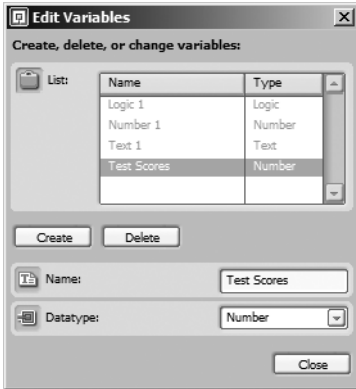 Edit Variables
Create, delete, or change variables:
List:
Name Type
Logic 1 Logic
Number 1 Number
Text 1 Text
Test Scores Number
Create Delete
Name: Test Scores
Datatype: Number
Close